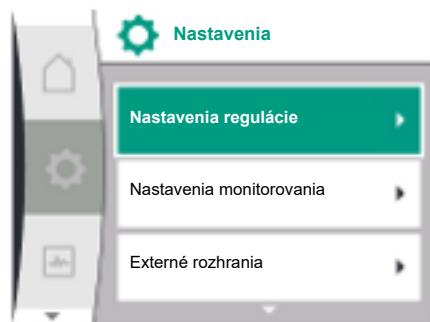 Nastavenia
Nastavenia regulácie
Nastavenia monitorovania
Externé rozhrania